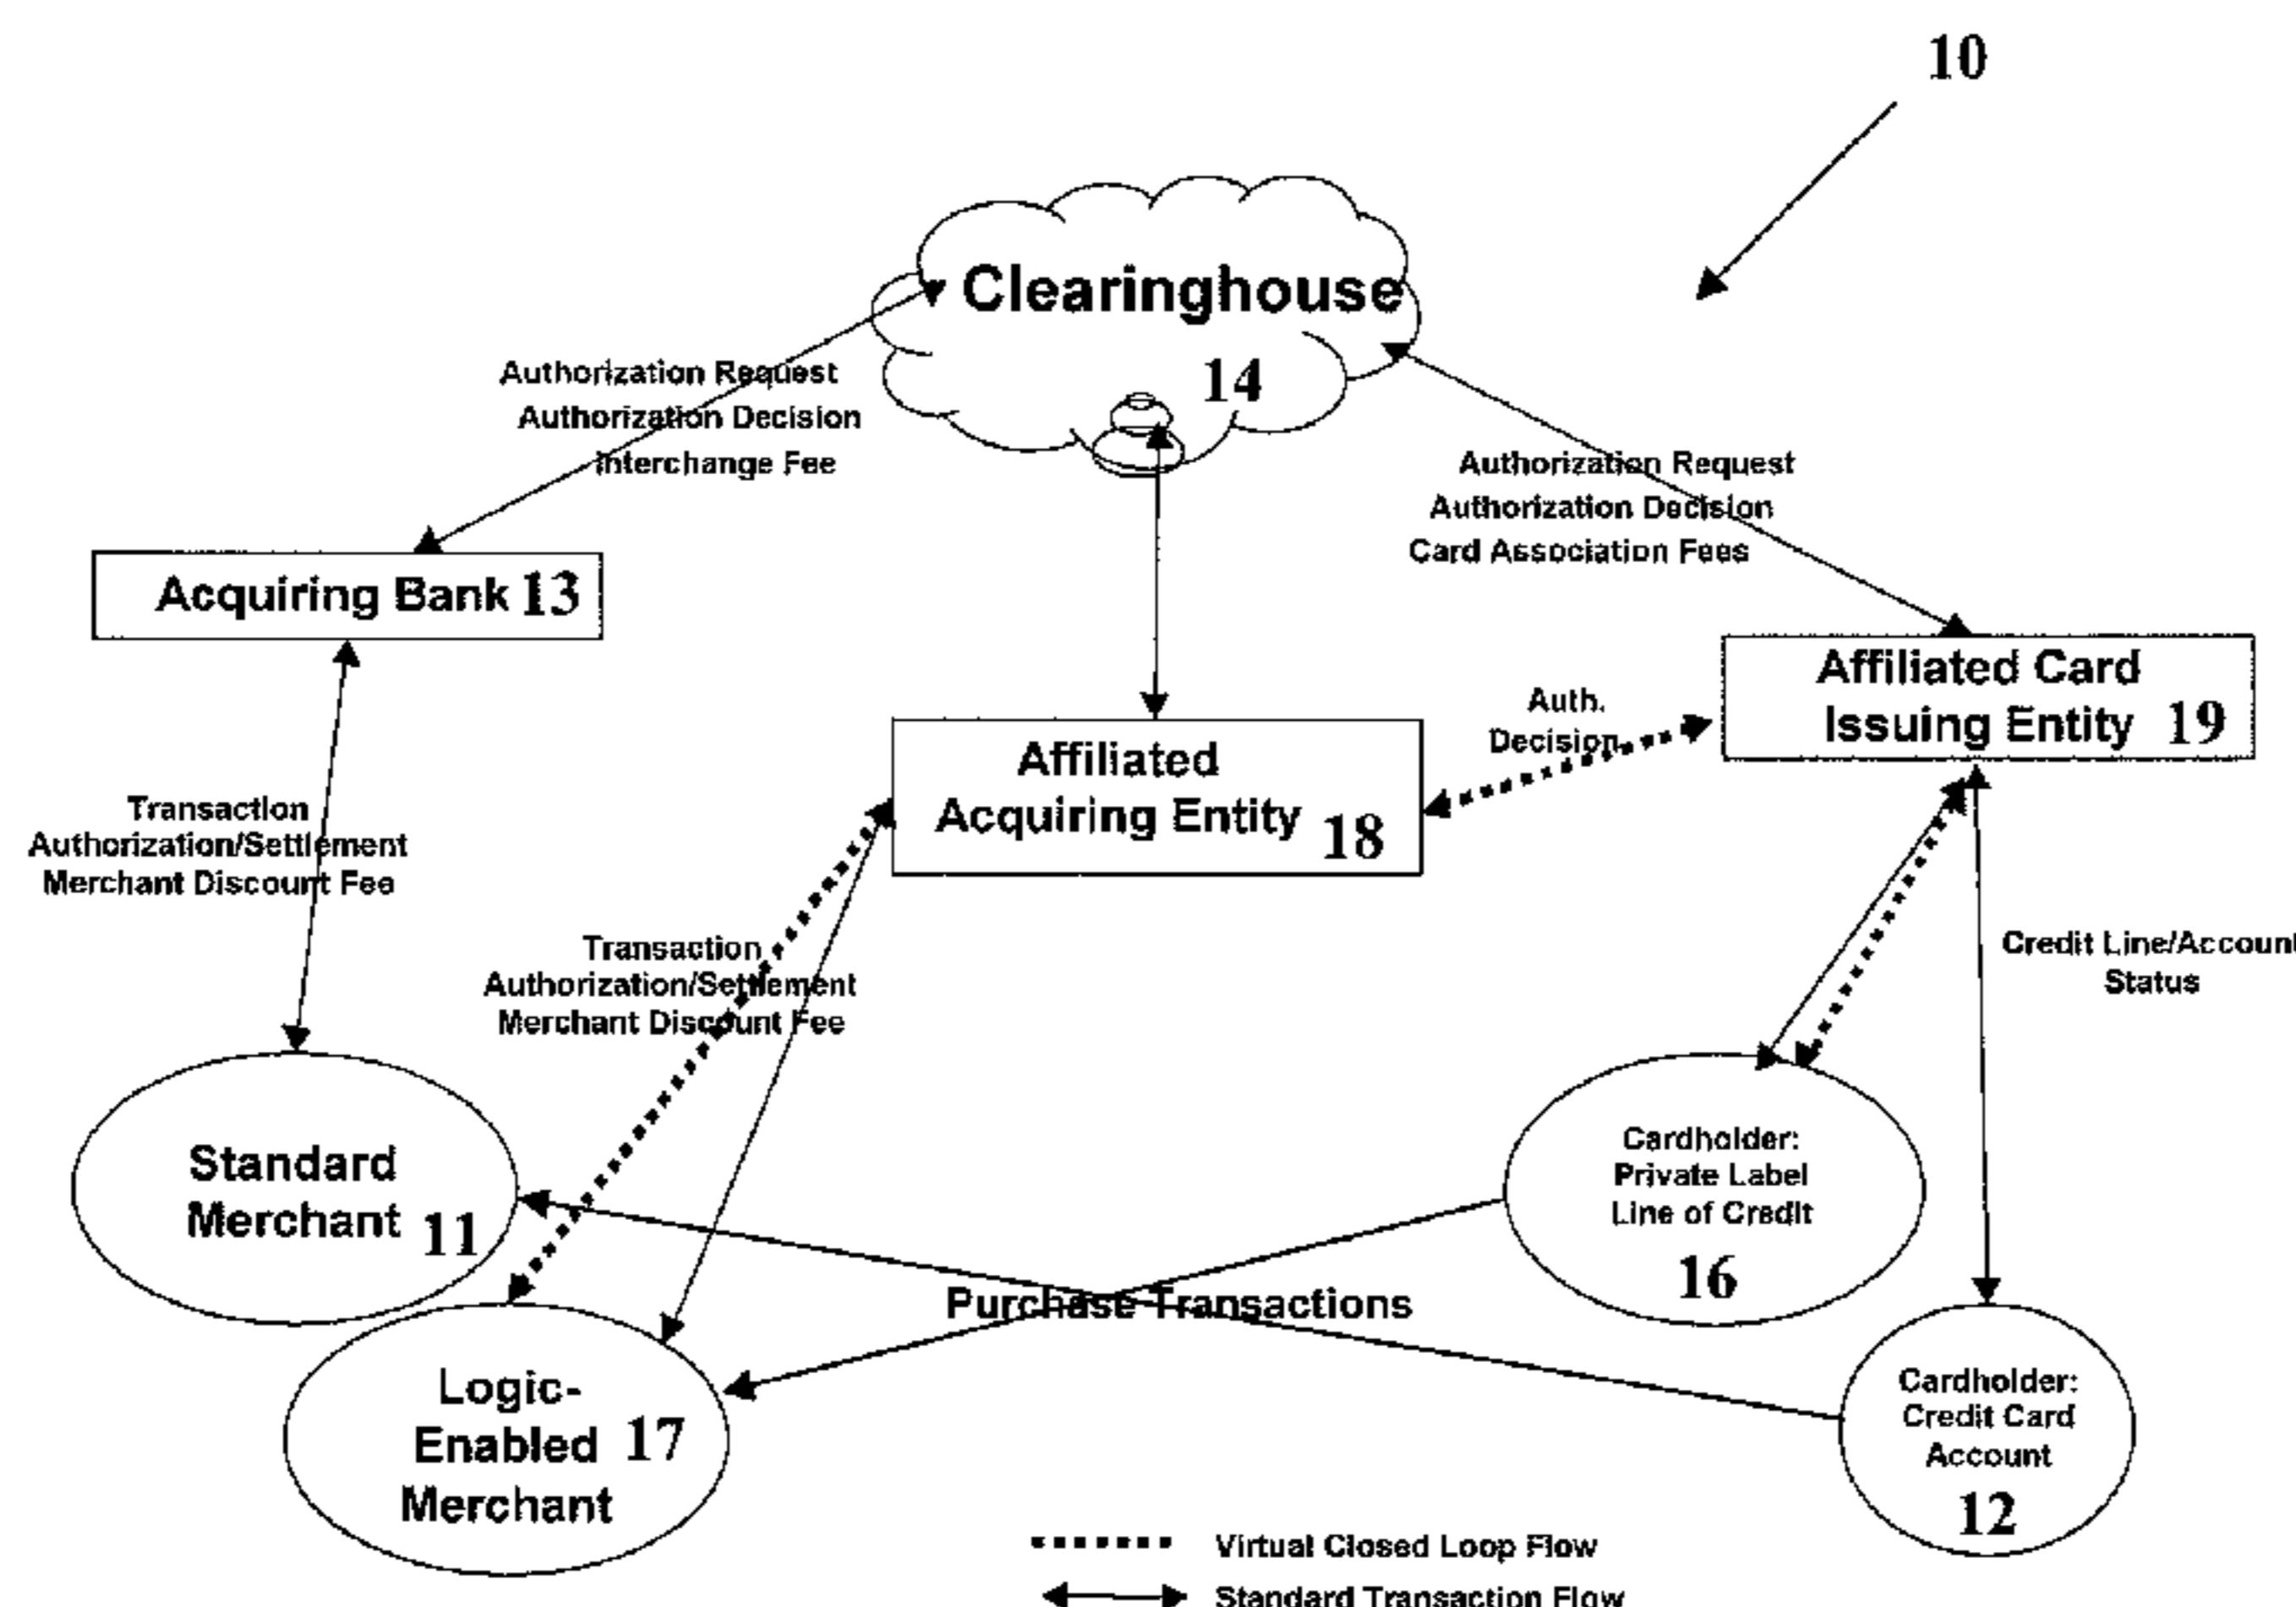 10
Clearinghouse
14
Authorization Request
Authorization Decision
Interchange Fee
Authorization Request
Authorization Decision
Card Association Fees
Acquiring Bank 13
Affiliated Card
Issuing Entity 19
Auth.
Decision
Affiliated
Acquiring Entity 18
Transaction
Authorization/Settlement
Merchant Discount Fee
Transaction
Authorization/Settlement
Merchant Discount Fee
Credit Line/Account
Status
Standard
Merchant 11
Cardholder:
Private Label
Line of Credit
16
Purchase Transactions
Logic-
Enabled 17
Merchant
Cardholder:
Credit Card
Account
12
Virtual Closed Loop Flow
Standard Transaction Flow